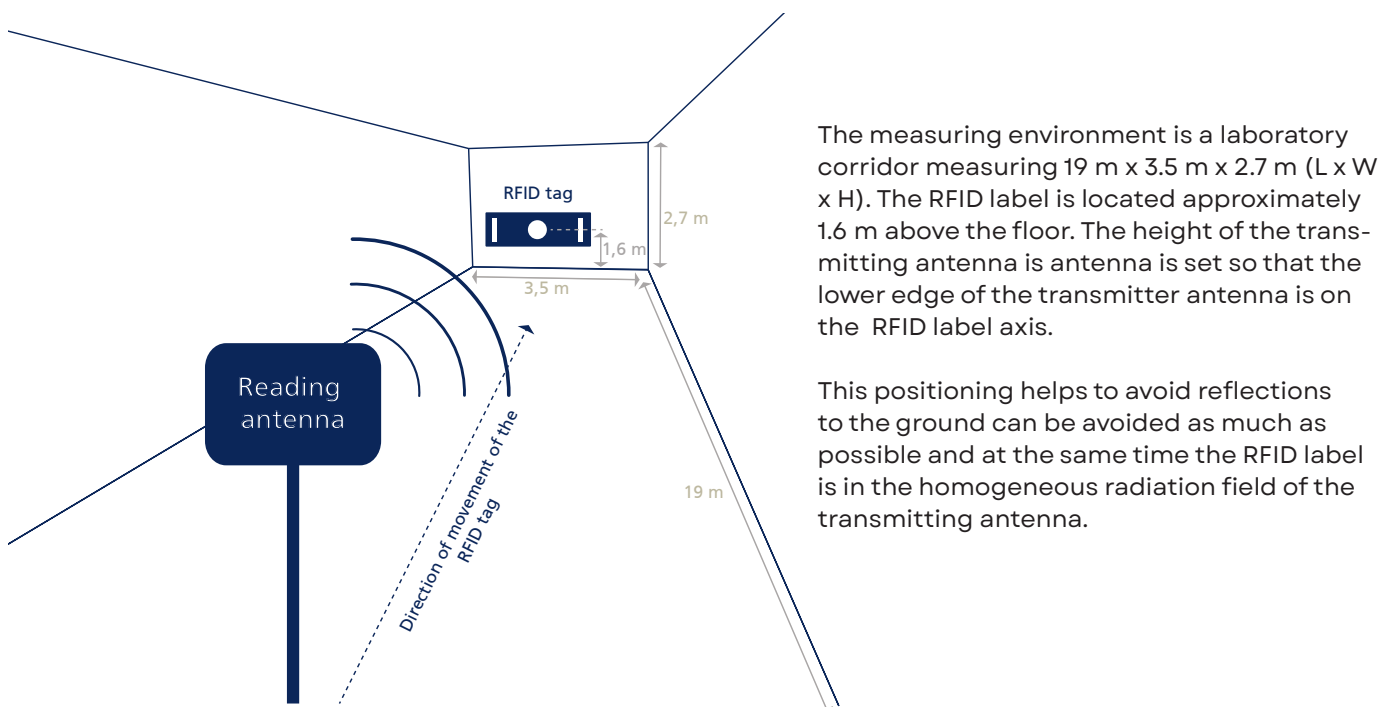 RFID tag
2,7 m
1,6 m
3,5 m
Reading
antenna
Direction of movement of the
RFID tag
19 m
The measuring environment is a laboratory
corridor measuring 19 m x 3.5 m x 2.7 m (L x W
x H). The RFID label is located approximately
1.6 m above the floor. The height of the trans-
mitting antenna is antenna is set so that the
lower edge of the transmitter antenna is on
the  RFID label axis.
This positioning helps to avoid reflections
to the ground can be avoided as much as
possible and at the same time the RFID label
is in the homogeneous radiation field of the
transmitting antenna.